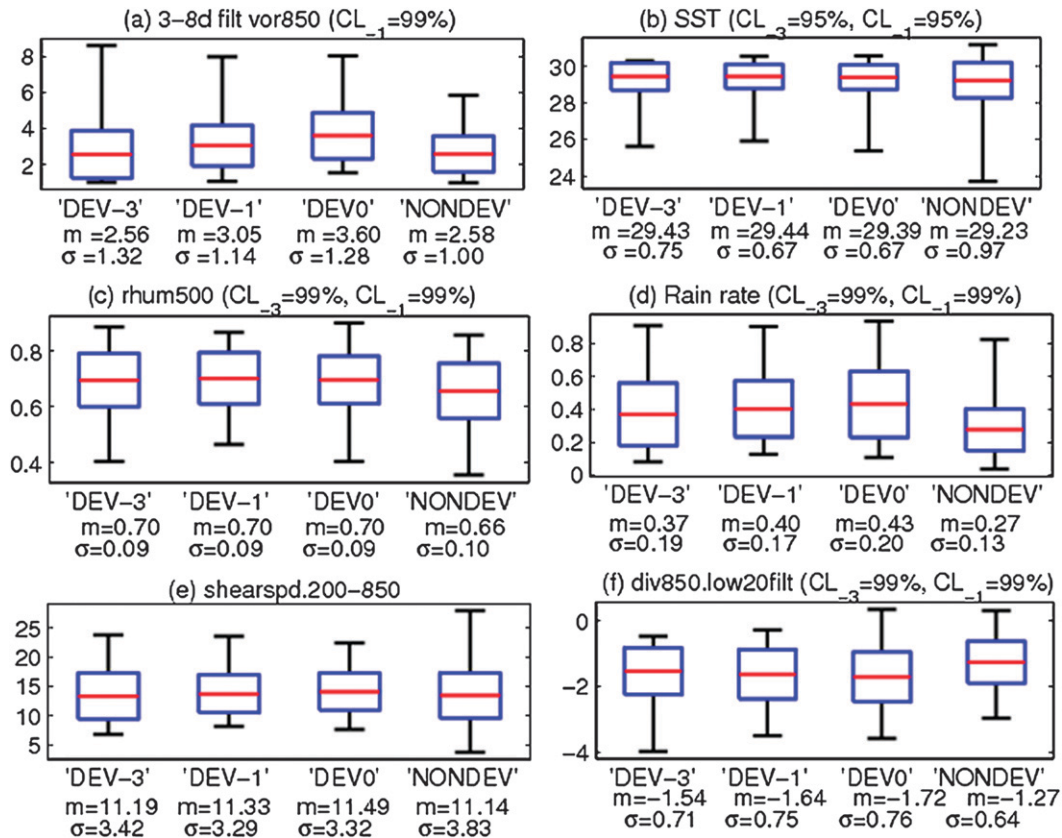 (a) 3-8d filt vor850 (CL_-1=99%)
8
6
4
2
'DEV-3' 'DEV-1' 'DEV0' 'NONDEV'
m =2.56 m =3.05 m =3.60 m =2.58
σ =1.32 σ =1.14 σ =1.28 σ =1.00
(b) SST (CL_-3=95%, CL_-1=95%)
30
28
26
24
'DEV-3' 'DEV-1' 'DEV0' 'NONDEV'
m =29.43 m =29.44 m =29.39 m =29.23
σ =0.75 σ =0.67 σ =0.67 σ =0.97
(c) rhum500 (CL_-3=99%, CL_-1=99%)
0.8
0.6
0.4
'DEV-3' 'DEV-1' 'DEV0' 'NONDEV'
m=0.70 m=0.70 m=0.70 m=0.66
σ=0.09 σ=0.09 σ=0.09 σ=0.10
(d) Rain rate (CL_-3=99%, CL_-1=99%)
0.8
0.6
0.4
0.2
0
'DEV-3' 'DEV-1' 'DEV0' 'NONDEV'
m=0.37 m=0.40 m=0.43 m=0.27
σ=0.19 σ=0.17 σ=0.20 σ=0.13
(e) shearspd.200-850
25
20
15
10
5
'DEV-3' 'DEV-1' 'DEV0' 'NONDEV'
m=11.19 m=11.33 m=11.49 m=11.14
σ=3.42 σ=3.29 σ=3.32 σ=3.83
(f) div850.low20filt (CL_-3=99%, CL_-1=99%)
0
-2
-4
'DEV-3' 'DEV-1' 'DEV0' 'NONDEV'
m=-1.54 m=-1.64 m=-1.72 m=-1.27
σ=0.71 σ=0.75 σ=0.76 σ=0.64